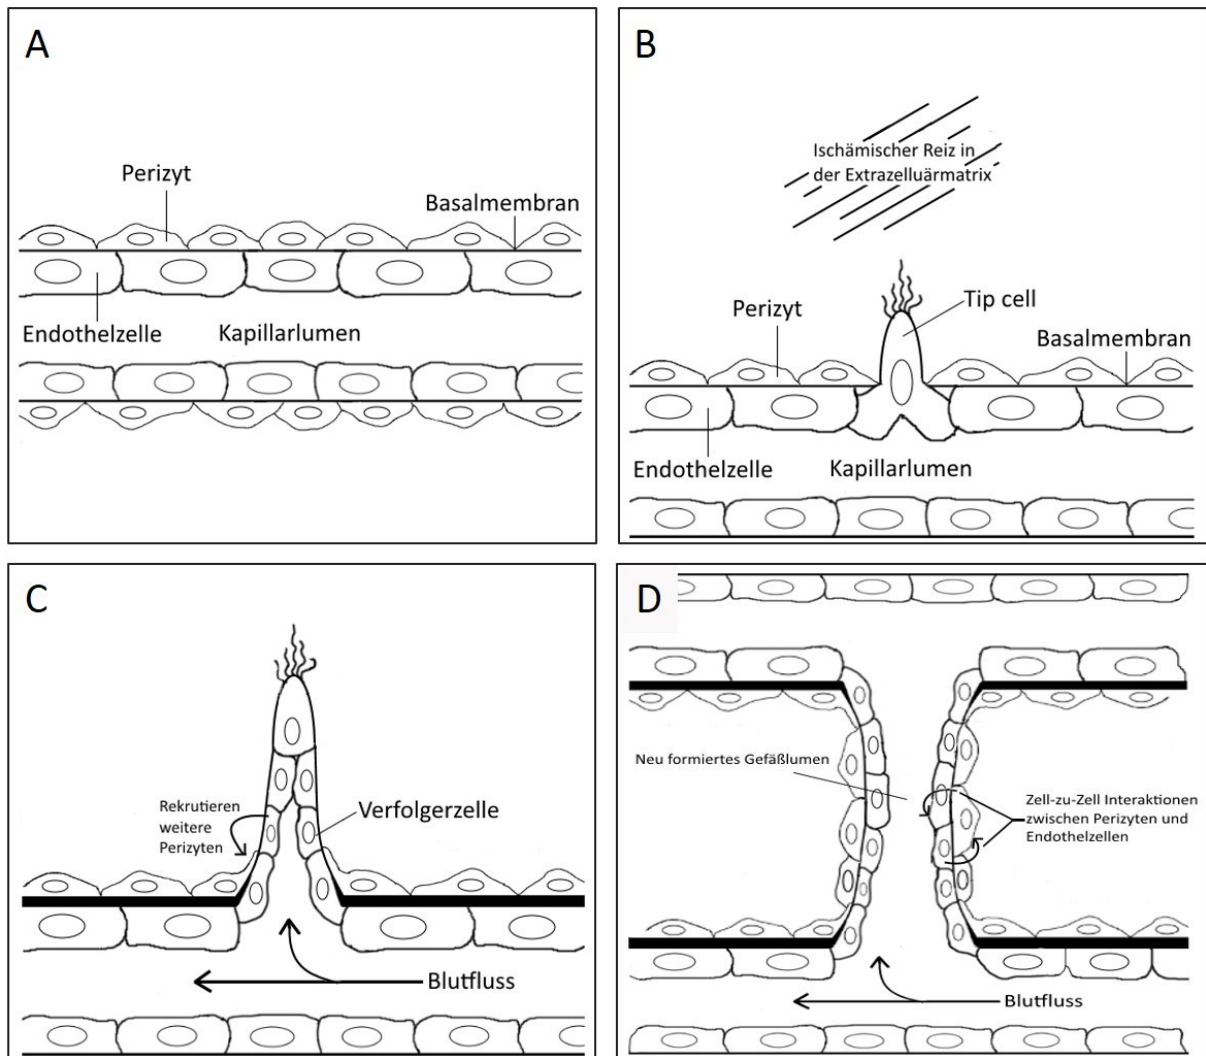 A
Perizyt
Basalmembran
Endothelzelle
Kapillarlumen
B
Ischämischer Reiz in
der Extrazelluärmatrix
Tip cell
Perizyt
Basalmembran
Endothelzelle
Kapillarlumen
C
Rekrutieren
weitere
Perizyten
Verfolgerzelle
Blutfluss
D
Neu formiertes Gefäßlumen
Zell-zu-Zell Interaktionen
zwischen Perizyten und
Endothelzellen
Blutfluss